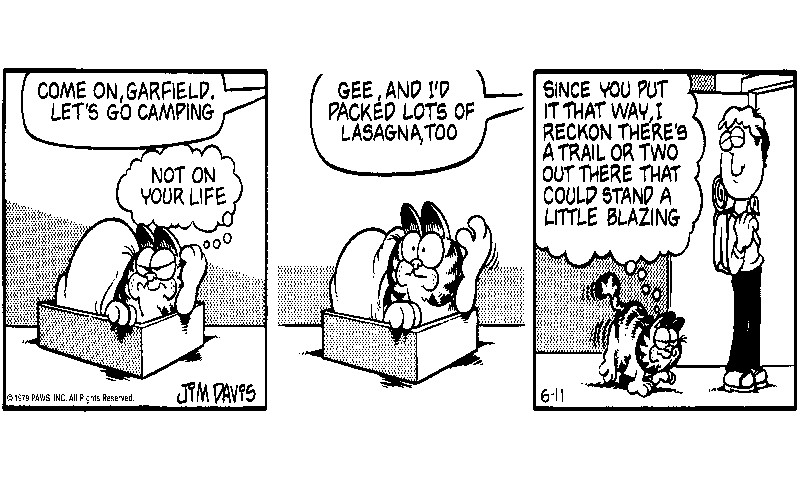 COME ON, GARFIELD.
LET'S GO CAMPING
NOT ON
YOUR LIFE
© 1979 PAWS, INC. All Rights Reserved.
JIM DAVIS
GEE, AND I'D
PACKED LOTS OF
LASAGNA, TOO
SINCE YOU PUT
IT THAT WAY, I
RECKON THERE'S
A TRAIL OR TWO
OUT THERE THAT
COULD STAND A
LITTLE BLAZING
6-11